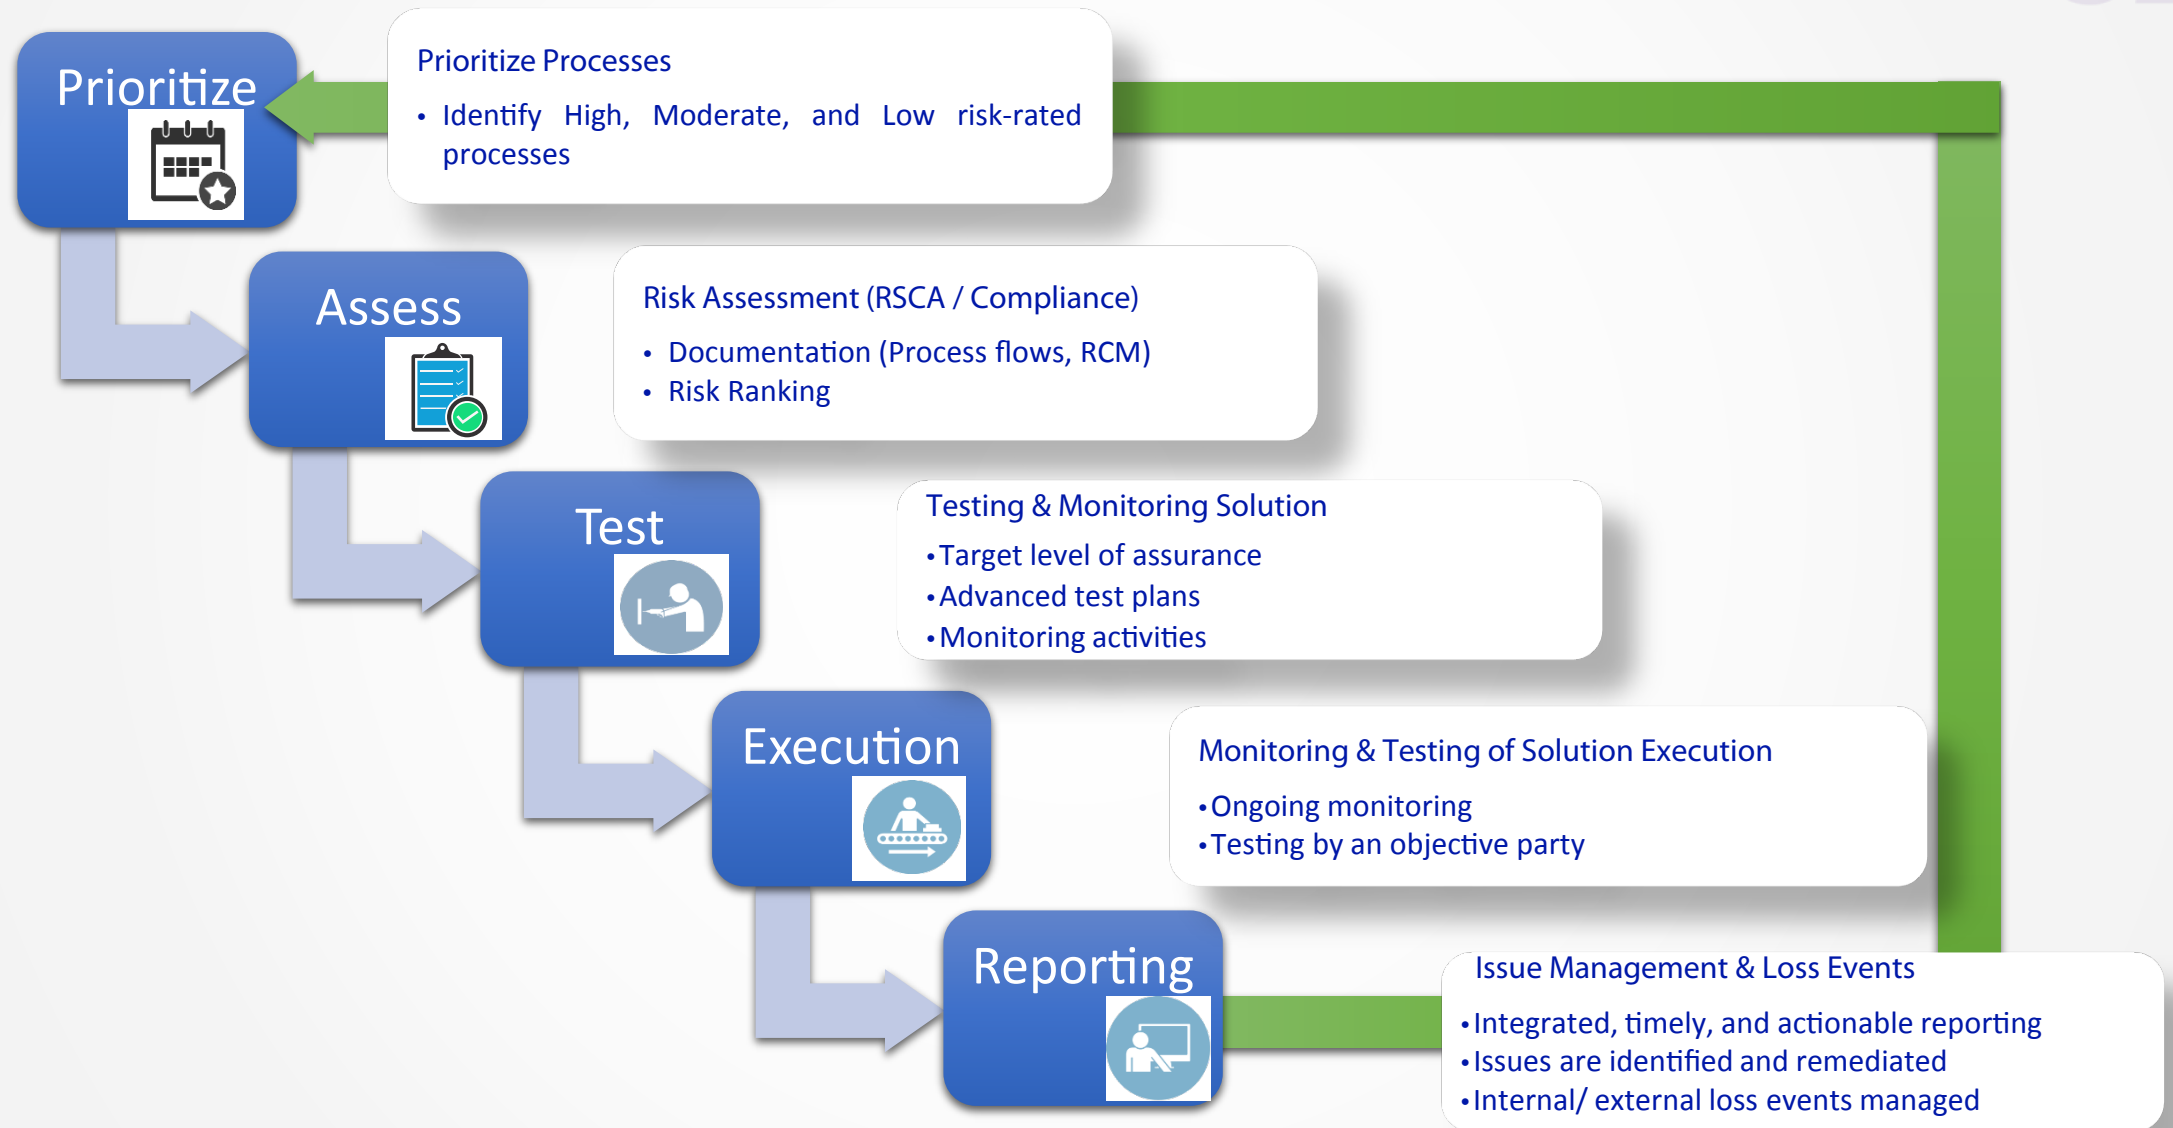 Prioritize
Prioritize Processes
• Identify High, Moderate, and Low risk-rated
processes
Assess
Risk Assessment (RSCA / Compliance)
• Documentation (Process flows, RCM)
• Risk Ranking
Test
Testing & Monitoring Solution
•Target level of assurance
•Advanced test plans
•Monitoring activities
Execution
Monitoring & Testing of Solution Execution
•Ongoing monitoring
•Testing by an objective party
Reporting
Issue Management & Loss Events
•Integrated, timely, and actionable reporting
•Issues are identified and remediated
•Internal/ external loss events managed